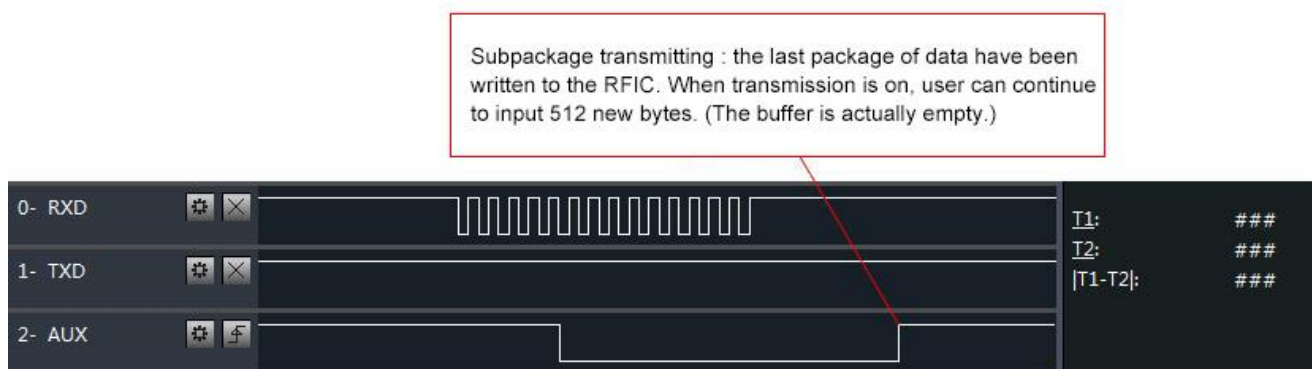 Subpackage transmitting : the last package of data have been
written to the RFIC. When transmission is on, user can continue
to input 512 new bytes. (The buffer is actually empty.)
0- RXD
T1: ###
1- TXD
T2: ###
|T1-T2|: ###
2- AUX